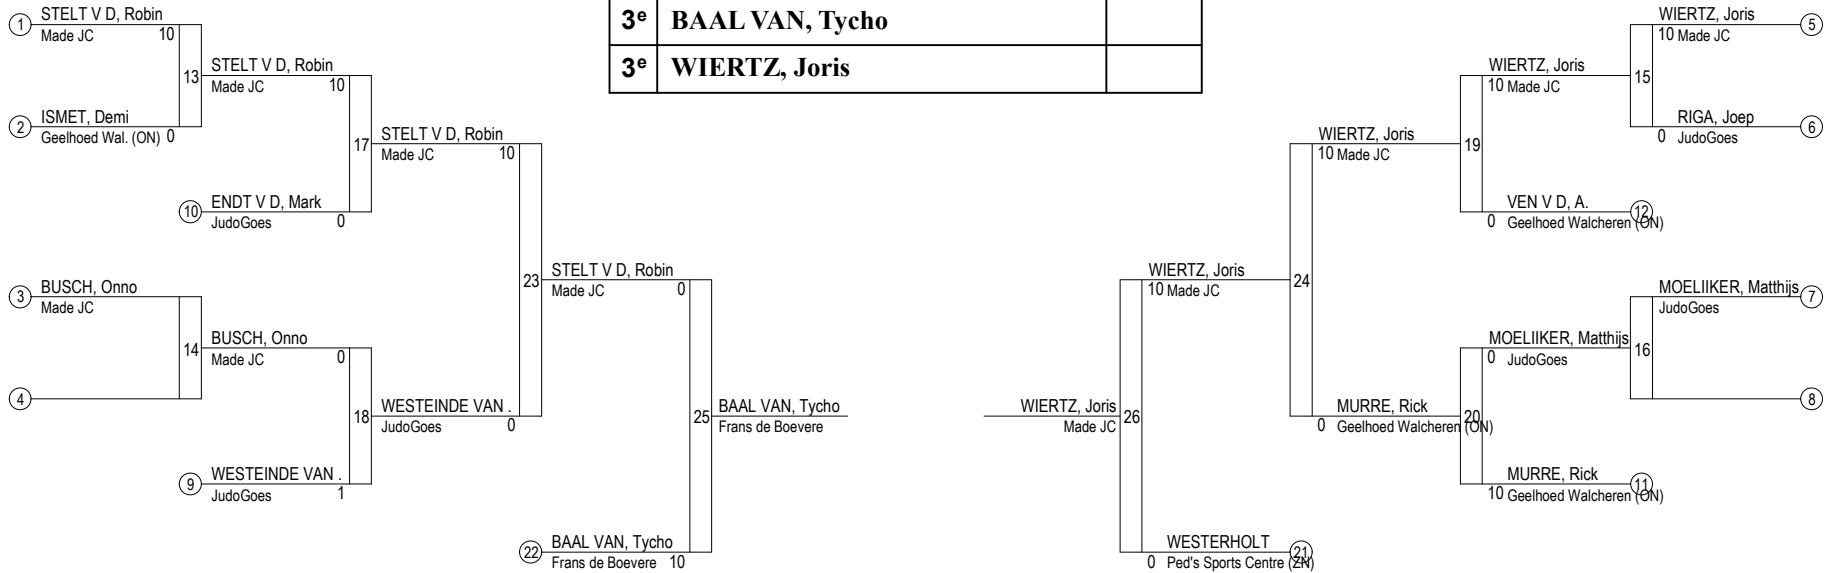 3e BAAL VAN, Tycho
3e WIERTZ, Joris
1 STELT V D, Robin
Made JC 10
13
2 ISMET, Demi
Geelhoed Wal. (ON) 0
STELT V D, Robin
Made JC 10
17
10 ENDT V D, Mark
JudoGoes 0
STELT V D, Robin
Made JC 10
23
3 BUSCH, Onno
Made JC
14
4
BUSCH, Onno
Made JC 0
18
9 WESTEINDE VAN .
JudoGoes 1
WESTEINDE VAN .
JudoGoes 0
STELT V D, Robin
Made JC 0
25
22 BAAL VAN, Tycho
Frans de Boevere 10
BAAL VAN, Tycho
Frans de Boevere
WIERTZ, Joris
Made JC
26
WIERTZ, Joris
10 Made JC
24
WESTERHOLT 21
0 Ped's Sports Centre (ZN)
WIERTZ, Joris
10 Made JC
19
MURRE, Rick
0 Geelhoed Walcheren (ON)
20
WIERTZ, Joris
10 Made JC
15
VEN V D, A. 12
0 Geelhoed Walcheren (ON)
WIERTZ, Joris 5
10 Made JC
RIGA, Joep 6
0 JudoGoes
MOELIIKER, Matthijs
0 JudoGoes
16
MOELIIKER, Matthijs 7
JudoGoes
8
MURRE, Rick 11
10 Geelhoed Walcheren (ON)